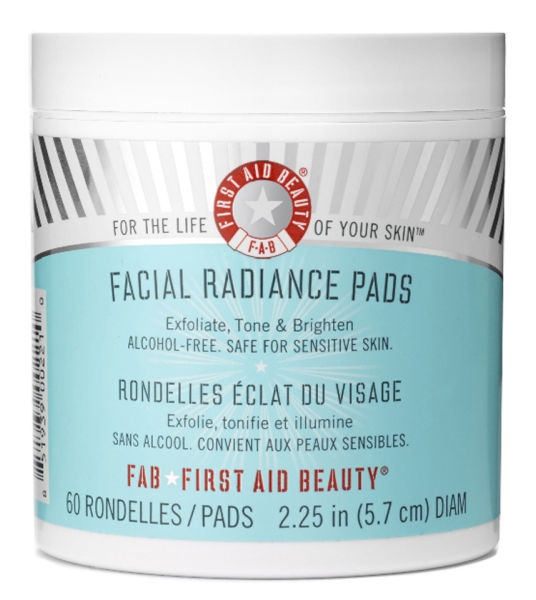 FIRST AID BEAUTY®
F·A·B
FOR THE LIFE OF YOUR SKIN™
FACIAL RADIANCE PADS
Exfoliate, Tone & Brighten
ALCOHOL-FREE. SAFE FOR SENSITIVE SKIN.
RONDELLES ÉCLAT DU VISAGE
Exfolie, tonifie et illumine
SANS ALCOOL. CONVIENT AUX PEAUX SENSIBLES.
FAB★FIRST AID BEAUTY®
60 RONDELLES/PADS 2.25 in (5.7 cm) DIAM